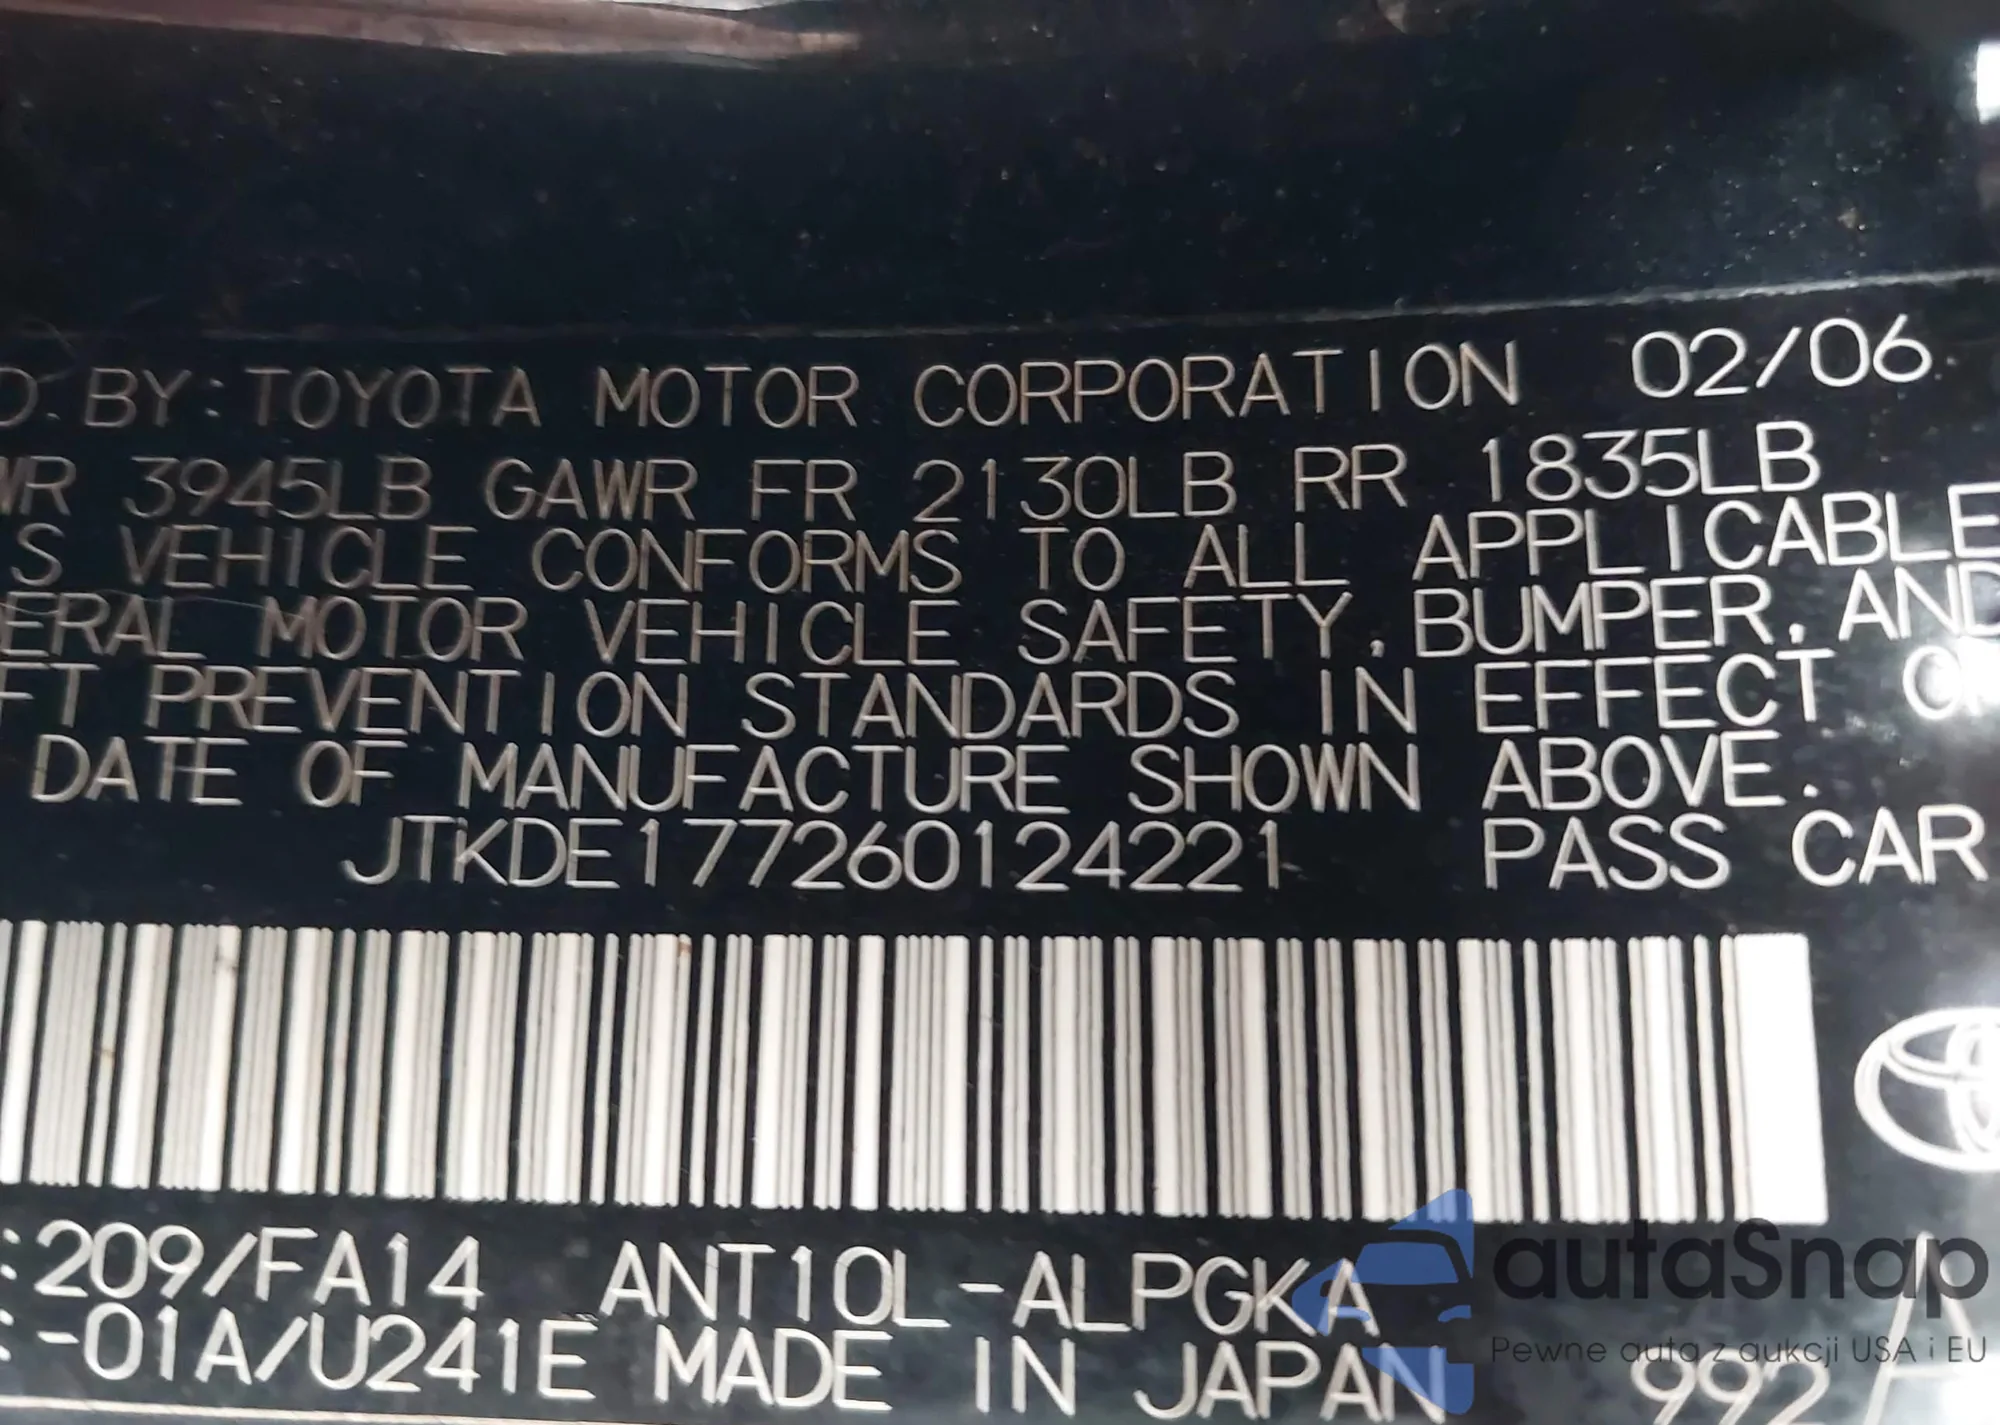 D. BY: TOYOTA MOTOR CORPORATION 02/06
WR 3945LB GAWR FR 2130LB RR 1835LB
S VEHICLE CONFORMS TO ALL APPLICABLE
ERAL MOTOR VEHICLE SAFETY, BUMPER, AND
FT PREVENTION STANDARDS IN EFFECT ON
DATE OF MANUFACTURE SHOWN ABOVE.
JTKDE177260124221 PASS CAR
:209/FA14 ANT10L-ALPGKA
:-01A/U241E MADE IN JAPAN 992
autaSnap
Pewne auta z aukcji USA i EU